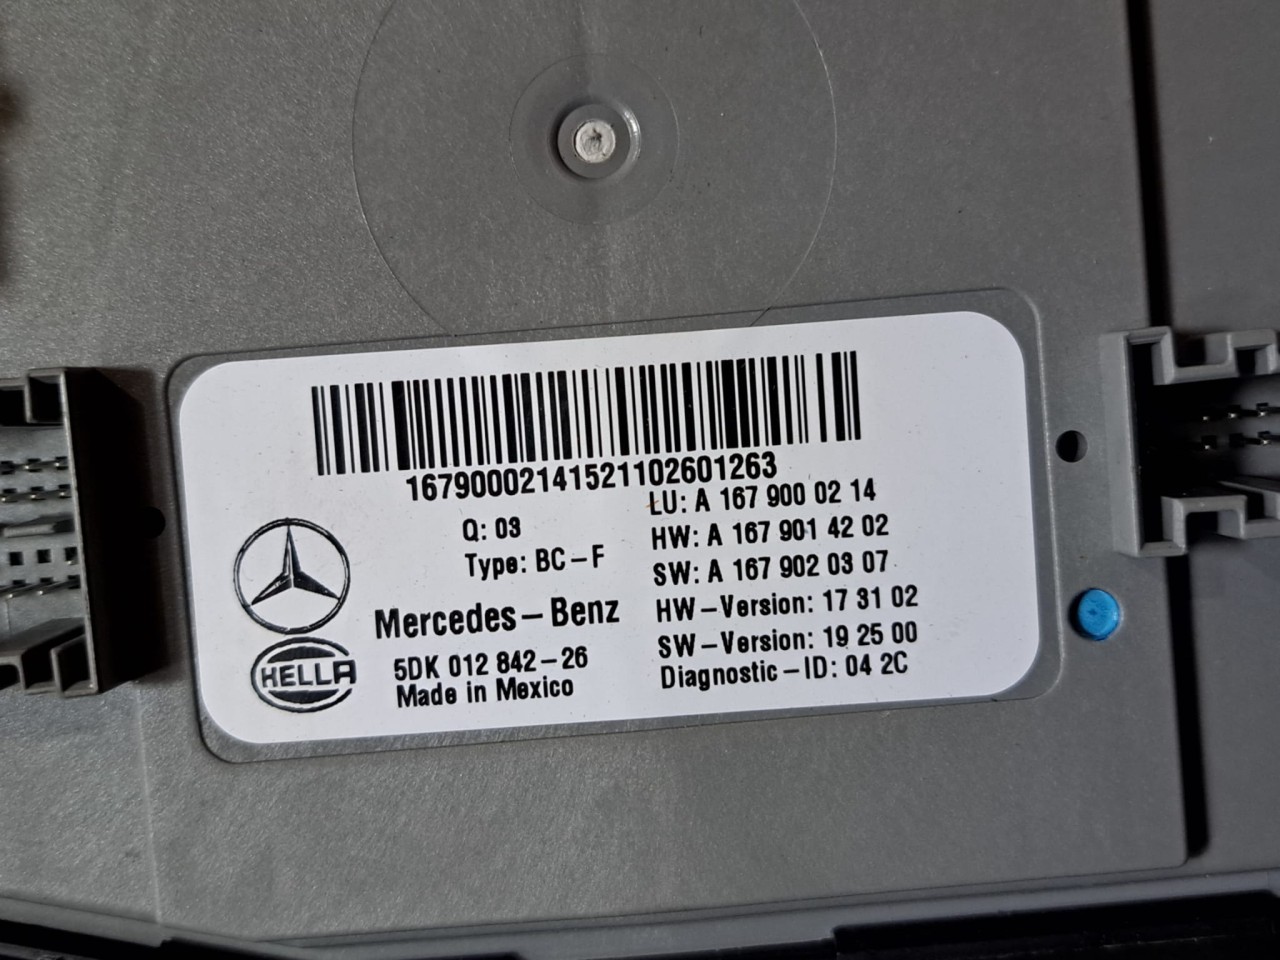 16790002141521102601263
Q: 03
Type: BC-F
Mercedes-Benz
HELLA
5DK 012 842-26
Made in Mexico
LU: A 167 900 02 14
HW: A 167 901 42 02
SW: A 167 902 03 07
HW-Version: 17 31 02
SW-Version: 19 25 00
Diagnostic-ID: 04 2C